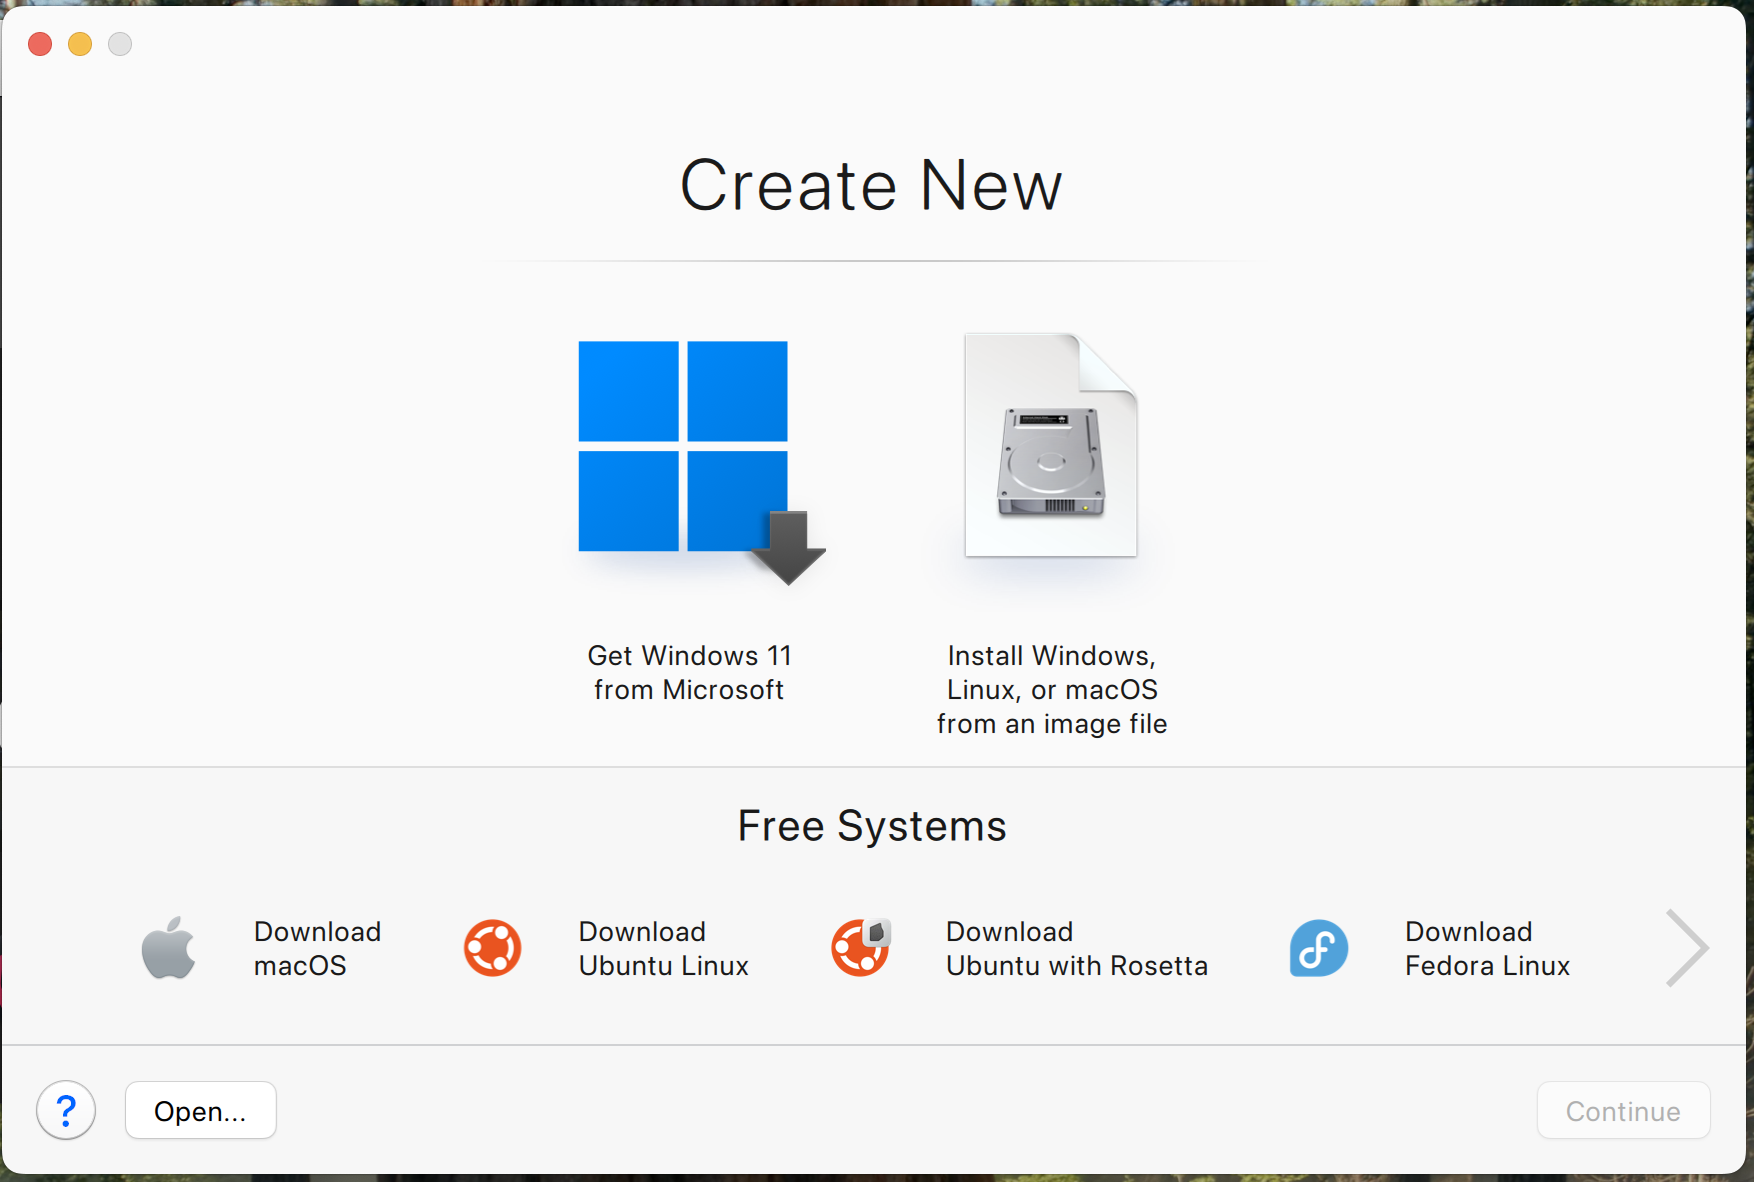 Create New
Get Windows 11
from Microsoft
Install Windows,
Linux, or macOS
from an image file
Free Systems
Download
macOS
Download
Ubuntu Linux
Download
Ubuntu with Rosetta
Download
Fedora Linux
?
Open...
Continue